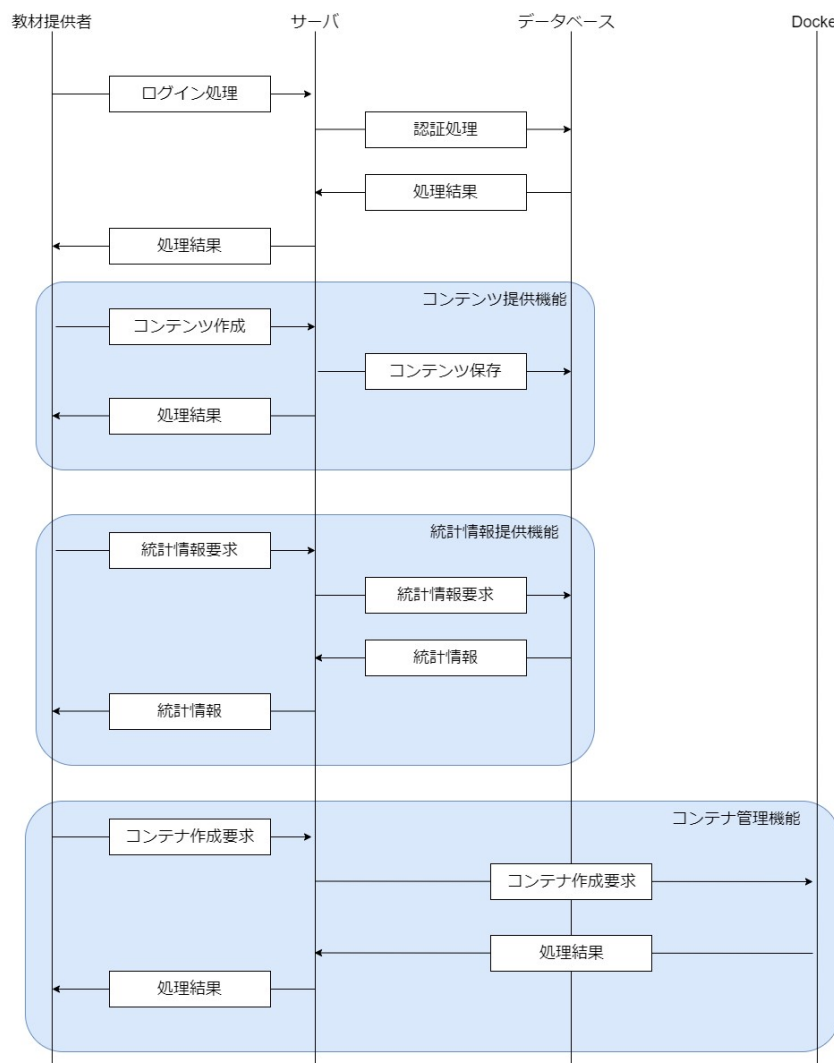 教材提供者
サーバ
データベース
Docke
ログイン処理
認証処理
処理結果
処理結果
コンテンツ提供機能
コンテンツ作成
コンテンツ保存
処理結果
統計情報提供機能
統計情報要求
統計情報要求
統計情報
統計情報
コンテナ管理機能
コンテナ作成要求
コンテナ作成要求
処理結果
処理結果